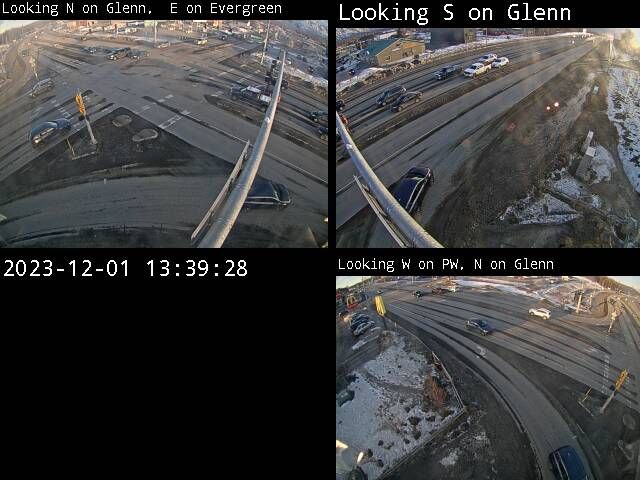 Looking N on Glenn,  E on Evergreen
Looking S on Glenn
2023-12-01 13:39:28
Looking W on PW, N on Glenn